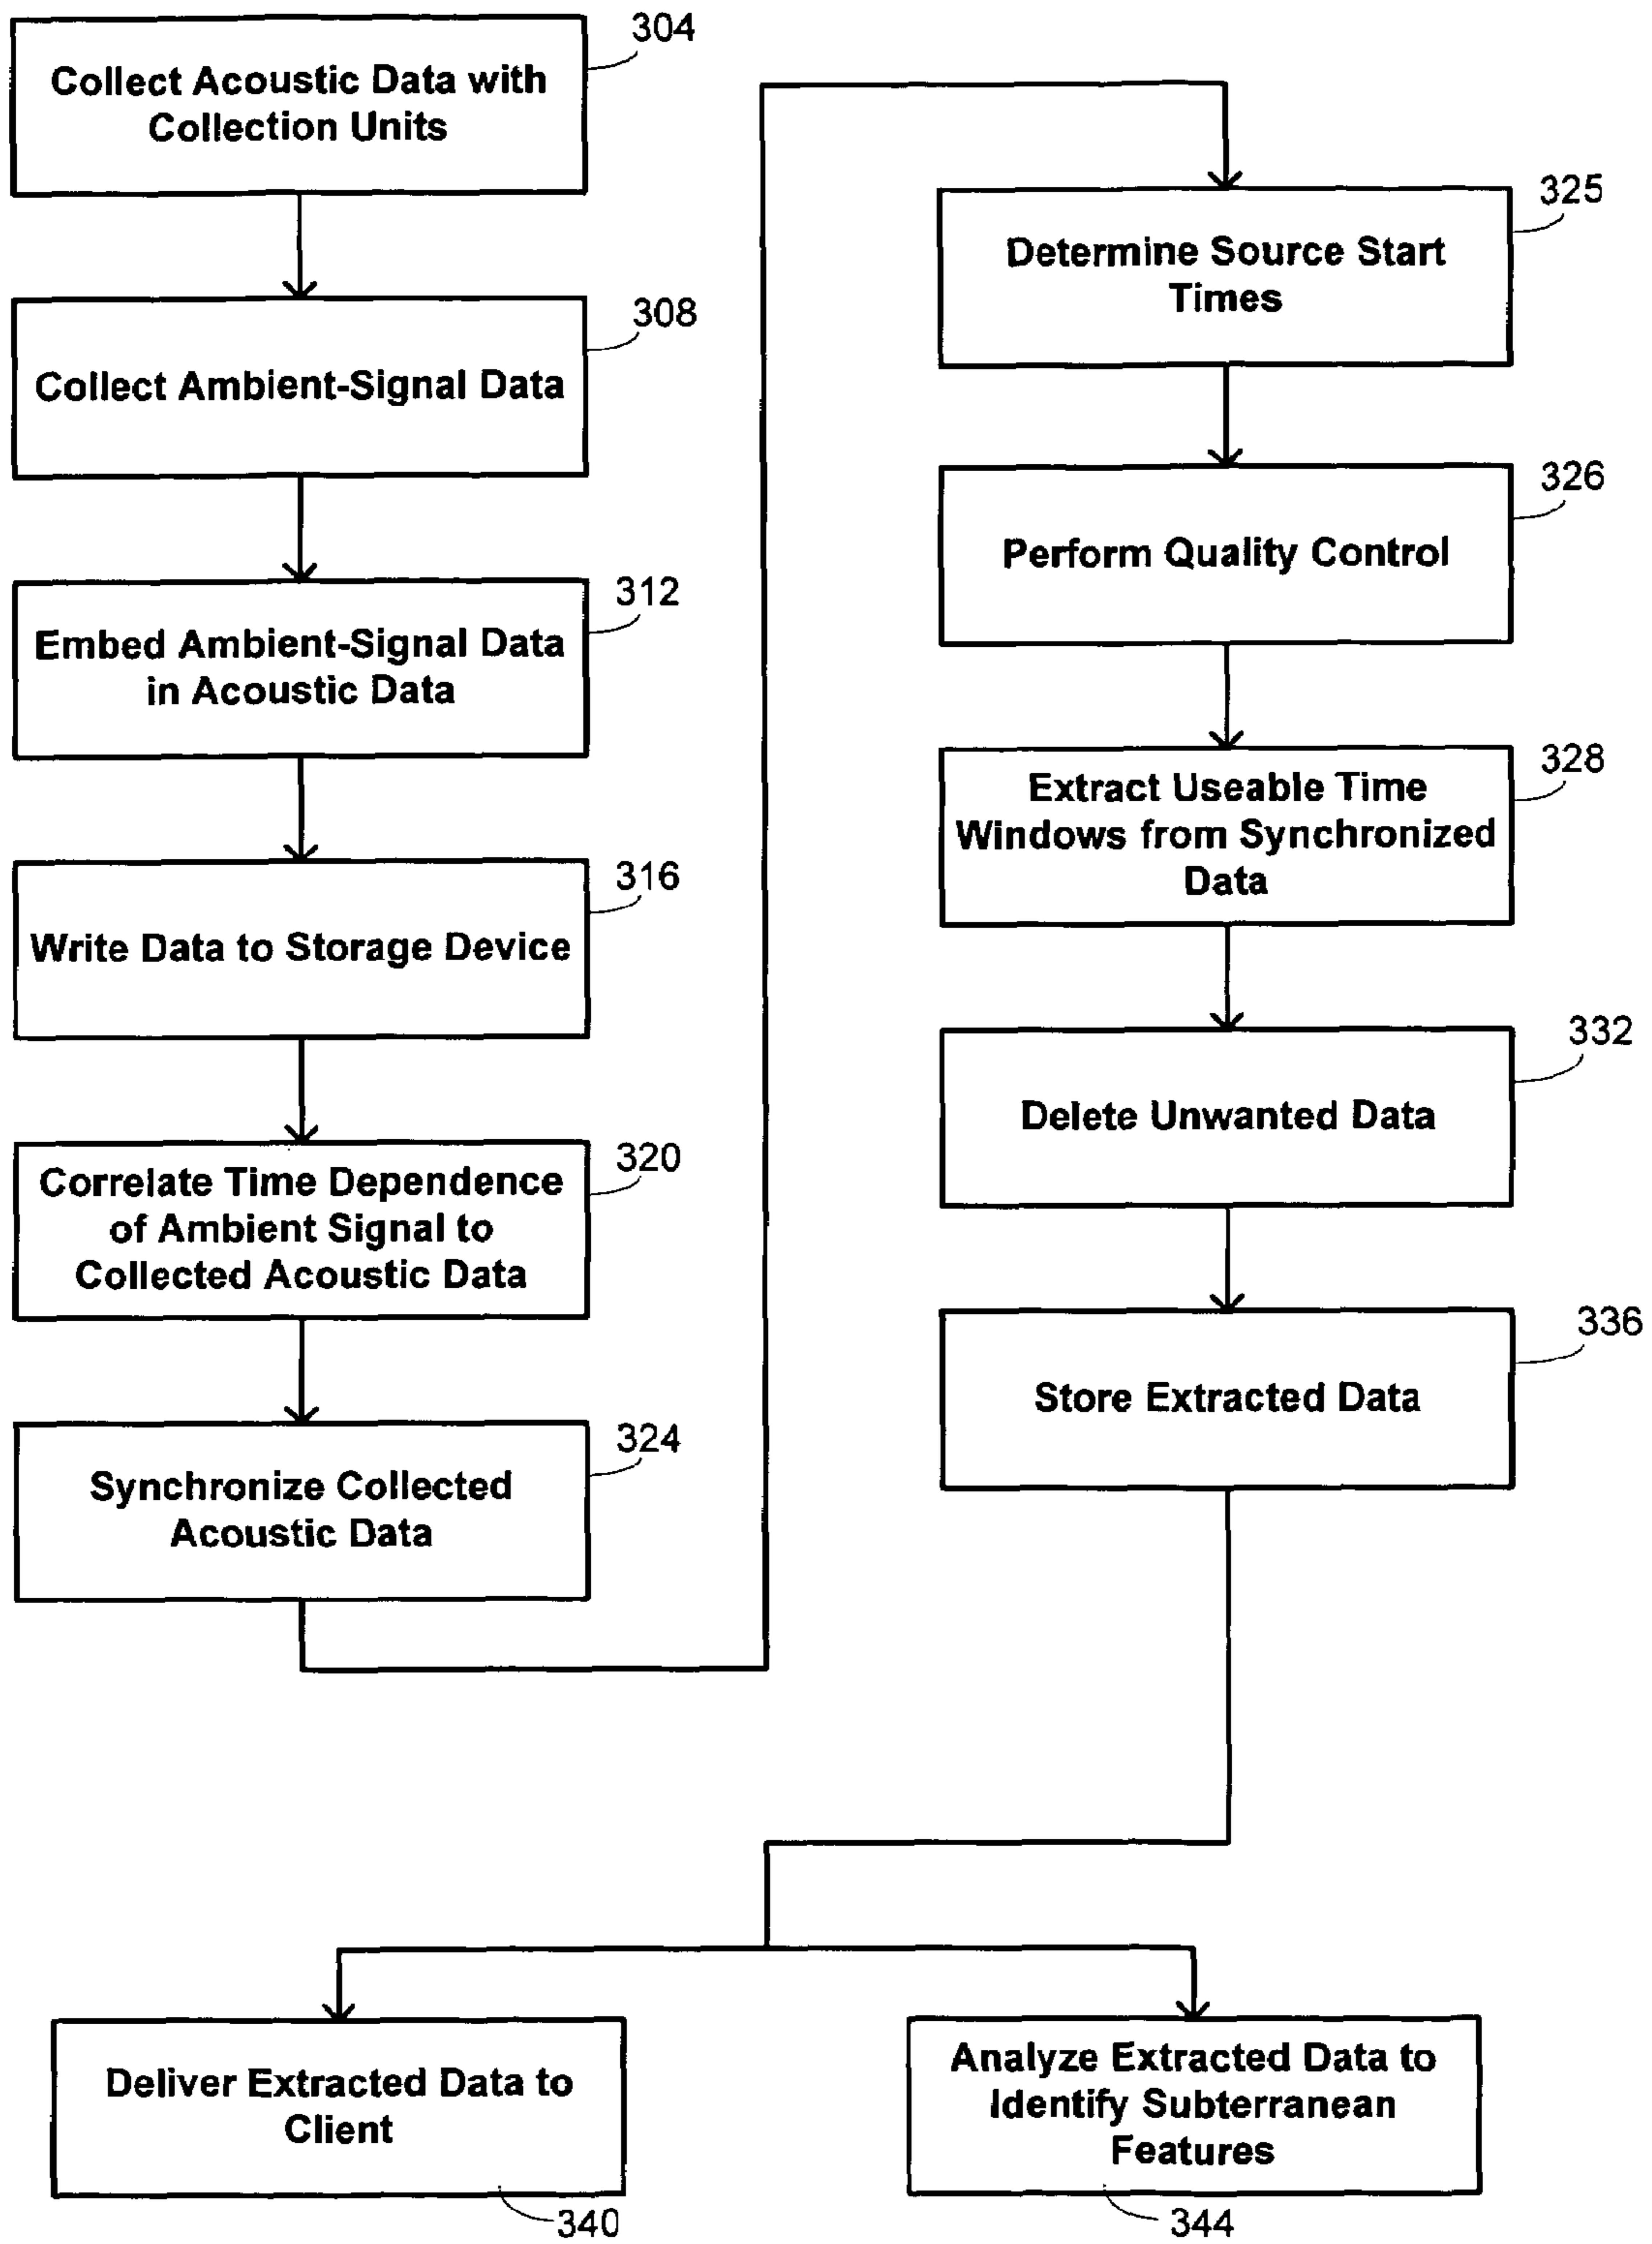 304
Collect Acoustic Data with
Collection Units
308
Collect Ambient-Signal Data
312
Embed Ambient-Signal Data
in Acoustic Data
316
Write Data to Storage Device
320
Correlate Time Dependence
of Ambient Signal to
Collected Acoustic Data
324
Synchronize Collected
Acoustic Data
325
Determine Source Start
Times
326
Perform Quality Control
328
Extract Useable Time
Windows from Synchronized
Data
332
Delete Unwanted Data
336
Store Extracted Data
Deliver Extracted Data to
Client
340
Analyze Extracted Data to
Identify Subterranean
Features
344